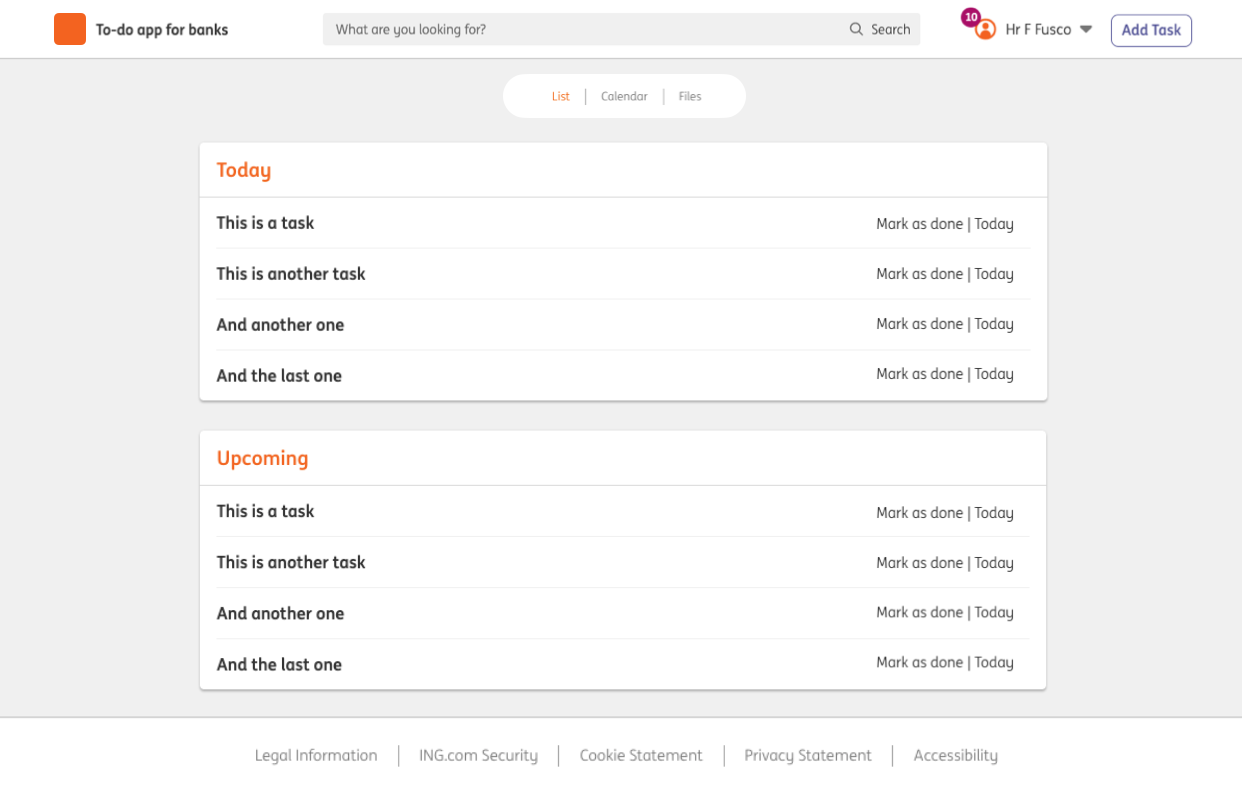 To-do app for banks
What are you looking for?
Search
10
Hr F Fusco
Add Task
List | Calendar | Files
Today
This is a task
Mark as done | Today
This is another task
Mark as done | Today
And another one
Mark as done | Today
And the last one
Mark as done | Today
Upcoming
This is a task
Mark as done | Today
This is another task
Mark as done | Today
And another one
Mark as done | Today
And the last one
Mark as done | Today
Legal Information | ING.com Security | Cookie Statement | Privacy Statement | Accessibility